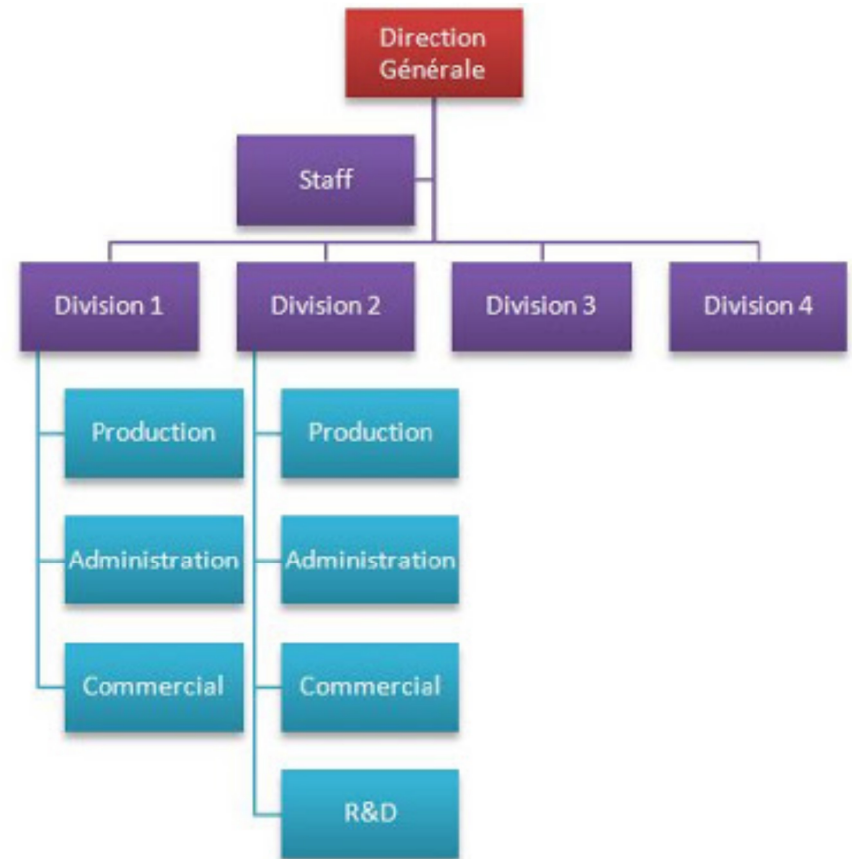 Direction
Générale
Staff
Division 1
Division 2
Division 3
Division 4
Production
Production
Administration
Administration
Commercial
Commercial
R&D